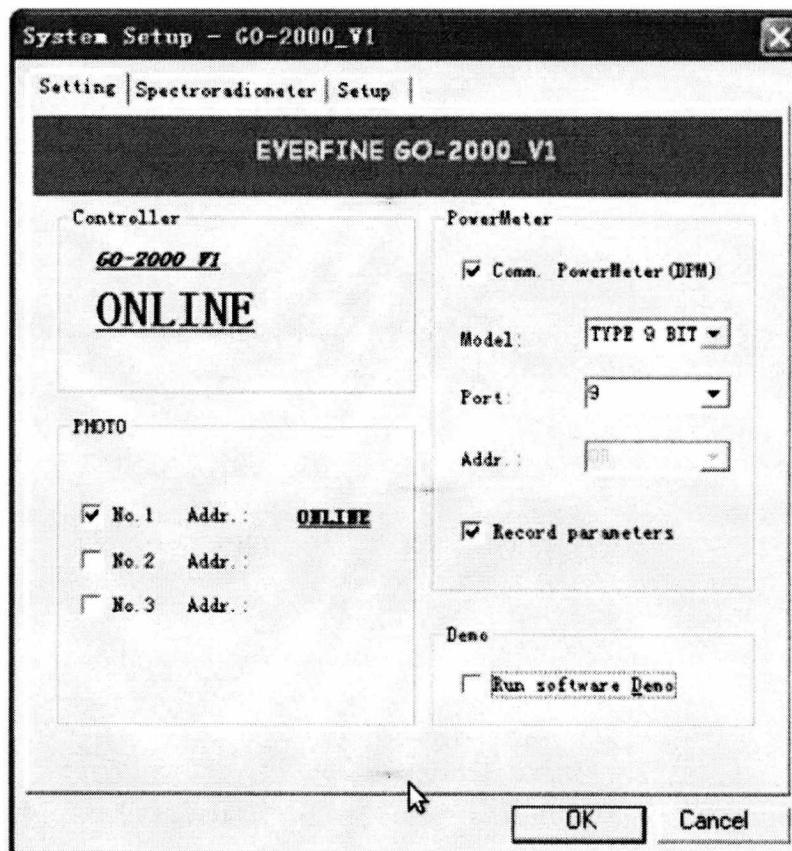 System Setup - GO-2000_V1
Setting
Spectroradiometer
Setup
EVERFINE GO-2000_V1
Controller
GO-2000 V1
ONLINE
PHOTO
No.1 Addr.: ONLINE
No.2 Addr.:
No.3 Addr.:
PowerMeter
Comm. PowerMeter(DPM)
Model: TYPE 9 BIT
Port: 9
Addr.:
Record parameters
Demo
Run software Demo
OK
Cancel